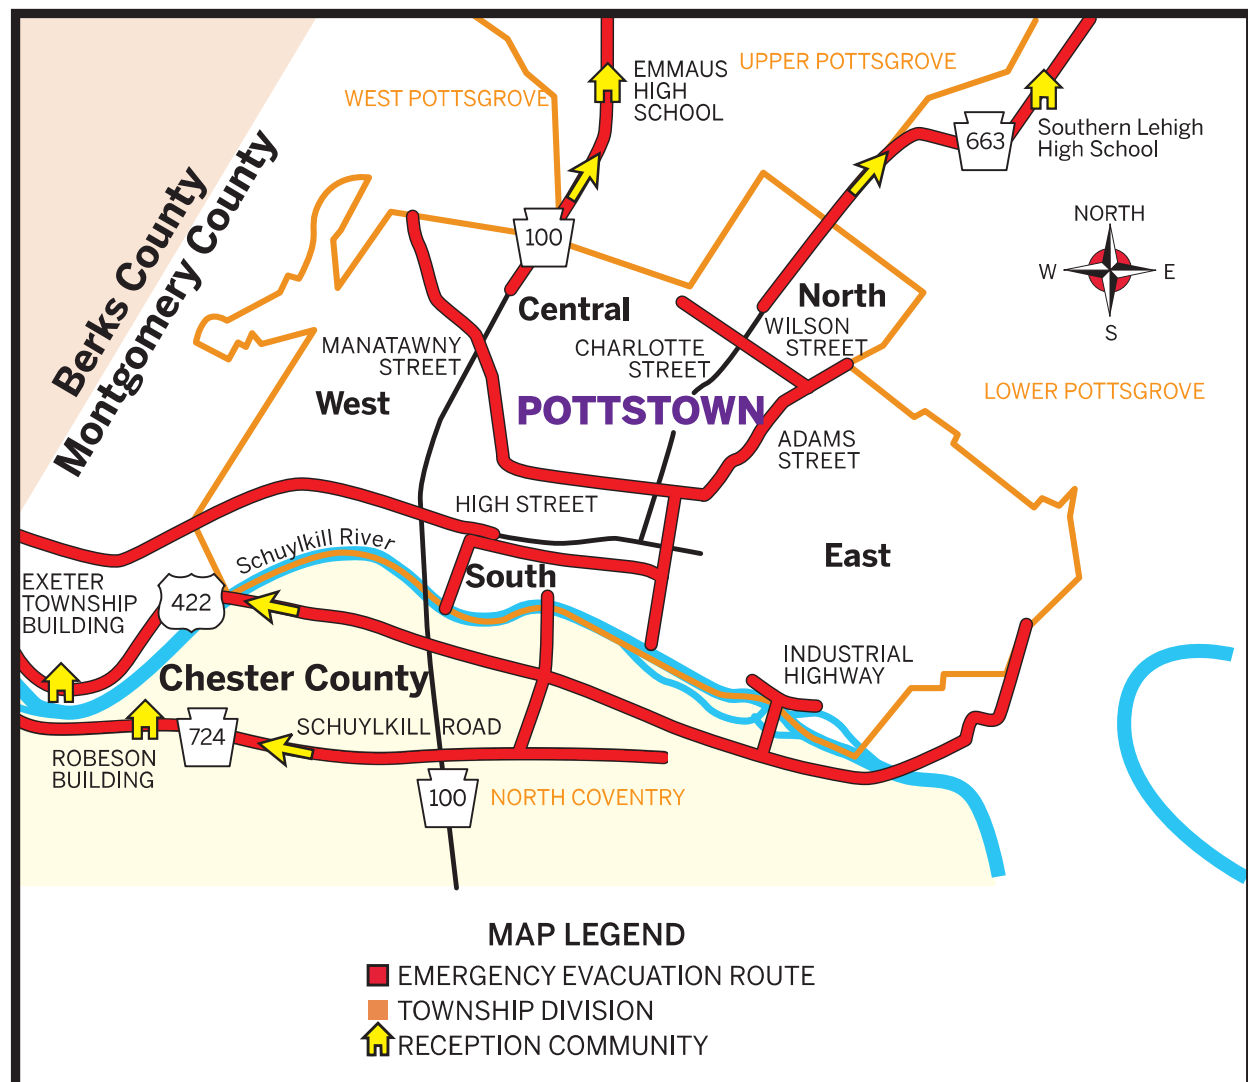 UPPER POTTSGROVE
EMMAUS
HIGH
SCHOOL
WEST POTTSGROVE
Southern Lehigh
High School
663
Berks County
Montgomery County
NORTH
W
E
S
100
Central
North
WILSON
STREET
CHARLOTTE
STREET
MANATAWNY
STREET
LOWER POTTSGROVE
West
POTTSTOWN
ADAMS
STREET
HIGH STREET
Schuylkill River
East
South
EXETER
TOWNSHIP
BUILDING
422
INDUSTRIAL
HIGHWAY
Chester County
SCHUYLKILL ROAD
724
ROBESON
BUILDING
100
NORTH COVENTRY
MAP LEGEND
EMERGENCY EVACUATION ROUTE
TOWNSHIP DIVISION
RECEPTION COMMUNITY